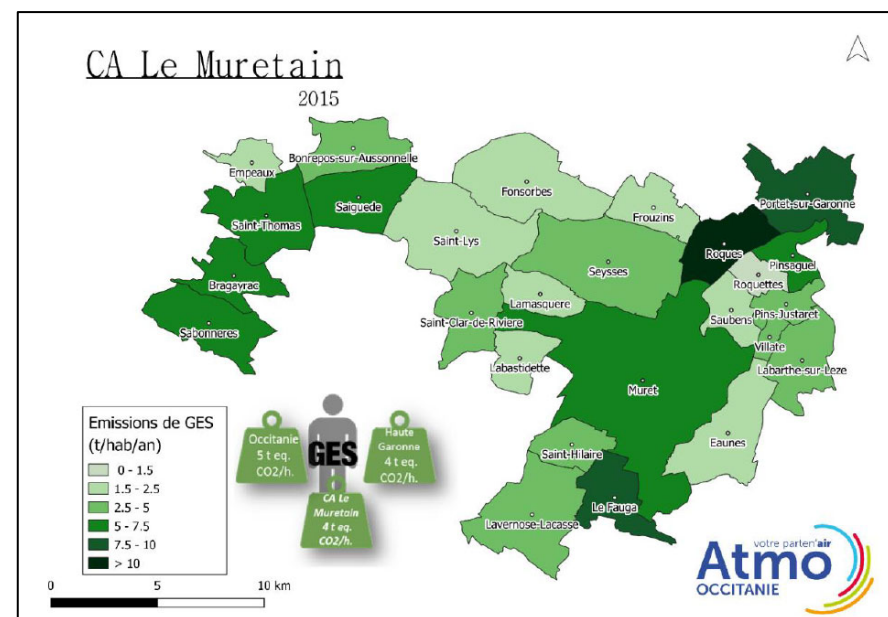 CA Le Muretain
2015
Empeaux
Bonrepos-sur-Aussonnelle
Saint-Thomas
Saiguede
Bragayrac
Sabonneres
Fonsorbes
Saint-Lys
Frouzins
Portet-sur-Garonne
Roques
Seysses
Pinsaguel
Roquettes
Lamasquere
Saint-Clar-de-Riviere
Saubens
Pins-Justaret
Villate
Labarthe-sur-Leze
Labastidette
Muret
Eaunes
Saint-Hilaire
Le Fauga
Lavernose-Lacasse
Emissions de GES
(t/hab/an)
0 - 1.5
1.5 - 2.5
2.5 - 5
5 - 7.5
7.5 - 10
> 10
Occitanie
5 t eq.
CO2/h.
GES
Haute
Garonne
4 t eq.
CO2/h.
CA Le
Muretain
4 t eq.
CO2/h.
0
5
10 km
votre parten'air
Atmo
OCCITANIE